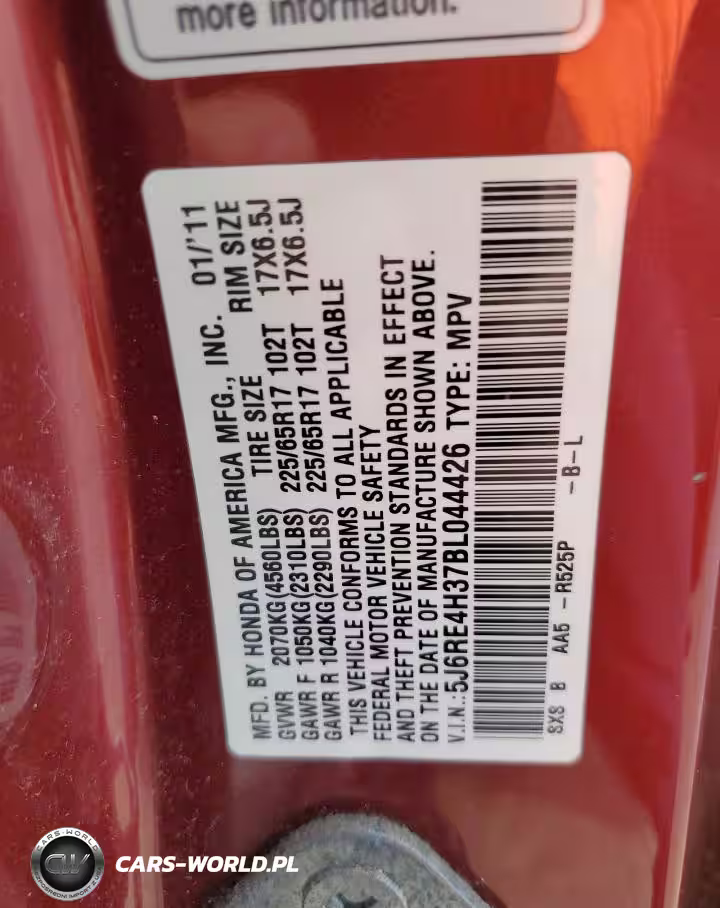 more information.
MFD. BY HONDA OF AMERICA MFG., INC. 01/'11
GVWR 2070KG(4560LBS) TIRE SIZE RIM SIZE
GAWR F 1050KG(2310LBS) 225/65R17 102T 17X6.5J
GAWR R 1040KG(2290LBS) 225/65R17 102T 17X6.5J
THIS VEHICLE CONFORMS TO ALL APPLICABLE
FEDERAL MOTOR VEHICLE SAFETY
AND THEFT PREVENTION STANDARDS IN EFFECT
ON THE DATE OF MANUFACTURE SHOWN ABOVE.
V.I.N.:5J6RE4H37BL044426 TYPE: MPV
SXS B AA5 -R525P -B-L
CARS-WORLD
CW
CARS-WORLD.PL